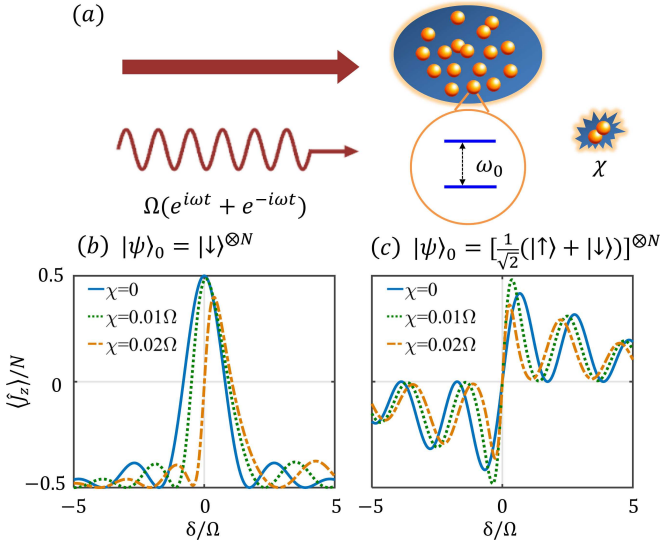 (a)
ω₀
χ
Ω(e^{iωt} + e^{−iωt})
(b) |ψ⟩₀ = |↓⟩^{⊗N}
(c) |ψ⟩₀ = [1/√2(|↑⟩ + |↓⟩)]^{⊗N}
0.5
χ=0
χ=0.01Ω
χ=0.02Ω
0
−0.5
⟨Ĵ_z⟩/N
−5
0
5
δ/Ω
χ=0
χ=0.01Ω
χ=0.02Ω
−5
0
5
δ/Ω